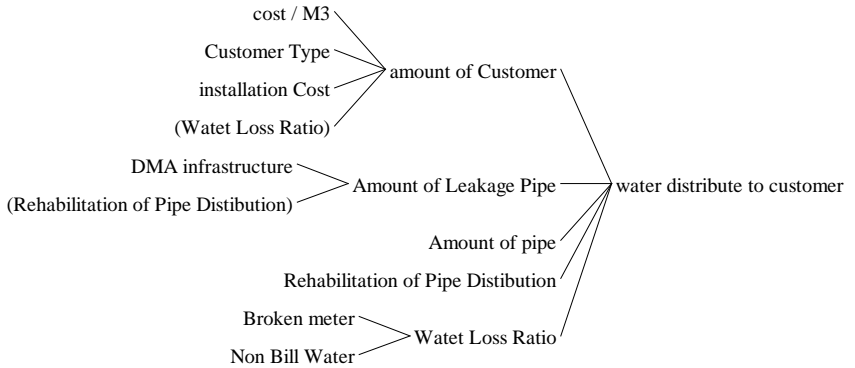 cost / M3
Customer Type
installation Cost
(Watet Loss Ratio)
amount of Customer
DMA infrastructure
(Rehabilitation of Pipe Distibution)
Amount of Leakage Pipe
Amount of pipe
Rehabilitation of Pipe Distibution
Broken meter
Non Bill Water
Watet Loss Ratio
water distribute to customer